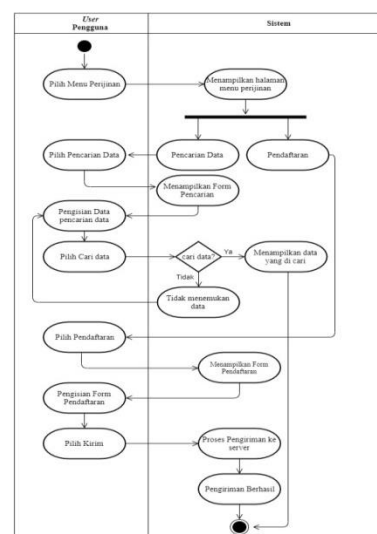 User
Pengguna
Sistem
Pilih Menu Perijinan
Menampilkan halaman
menu perijinan
Pilih Pencarian Data
Pencarian Data
Pendaftaran
Menampilkan Form
Pencarian
Pengisian Data
pencarian data
Pilih Cari data
cari data?
Ya
Menampilkan data
yang di cari
Tidak
Tidak menemukan
data
Pilih Pendaftaran
Menampilkan Form
Pendaftaran
Pengisian Form
Pendaftaran
Pilih Kirim
Proses Pengiriman ke
server
Pengiriman Berhasil